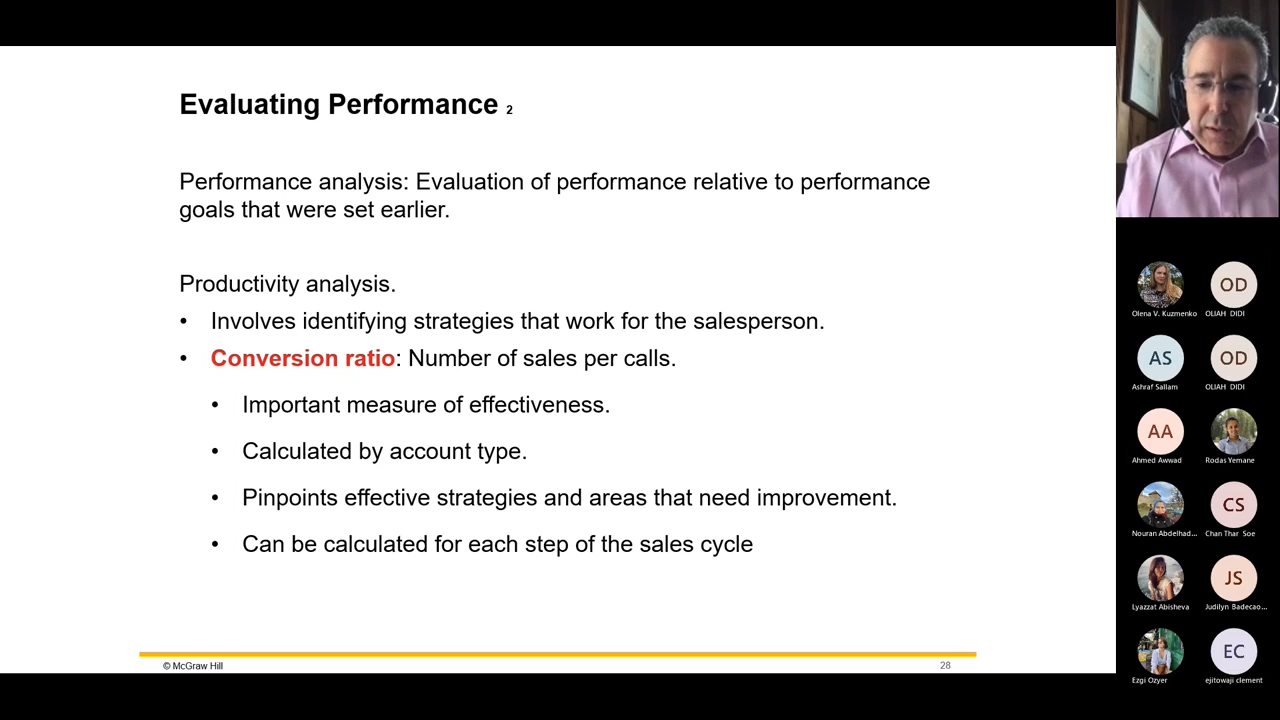 Evaluating Performance 2
Performance analysis: Evaluation of performance relative to performance
goals that were set earlier.
Productivity analysis.
• Involves identifying strategies that work for the salesperson.
• Conversion ratio: Number of sales per calls.
• Important measure of effectiveness.
• Calculated by account type.
• Pinpoints effective strategies and areas that need improvement.
• Can be calculated for each step of the sales cycle
© McGraw Hill
28
OD
Olena V. Kuzmenko
OLIAH DIDI
AS
OD
Ashraf Sallam
OLIAH DIDI
AA
Ahmed Awwad
Rodas Yemane
CS
Nouran Abdelhad...
Chan Thar Soe
JS
Lyazzat Abisheva
Judilyn Badecao...
EC
Ezgi Ozyer
ejitowaji clement